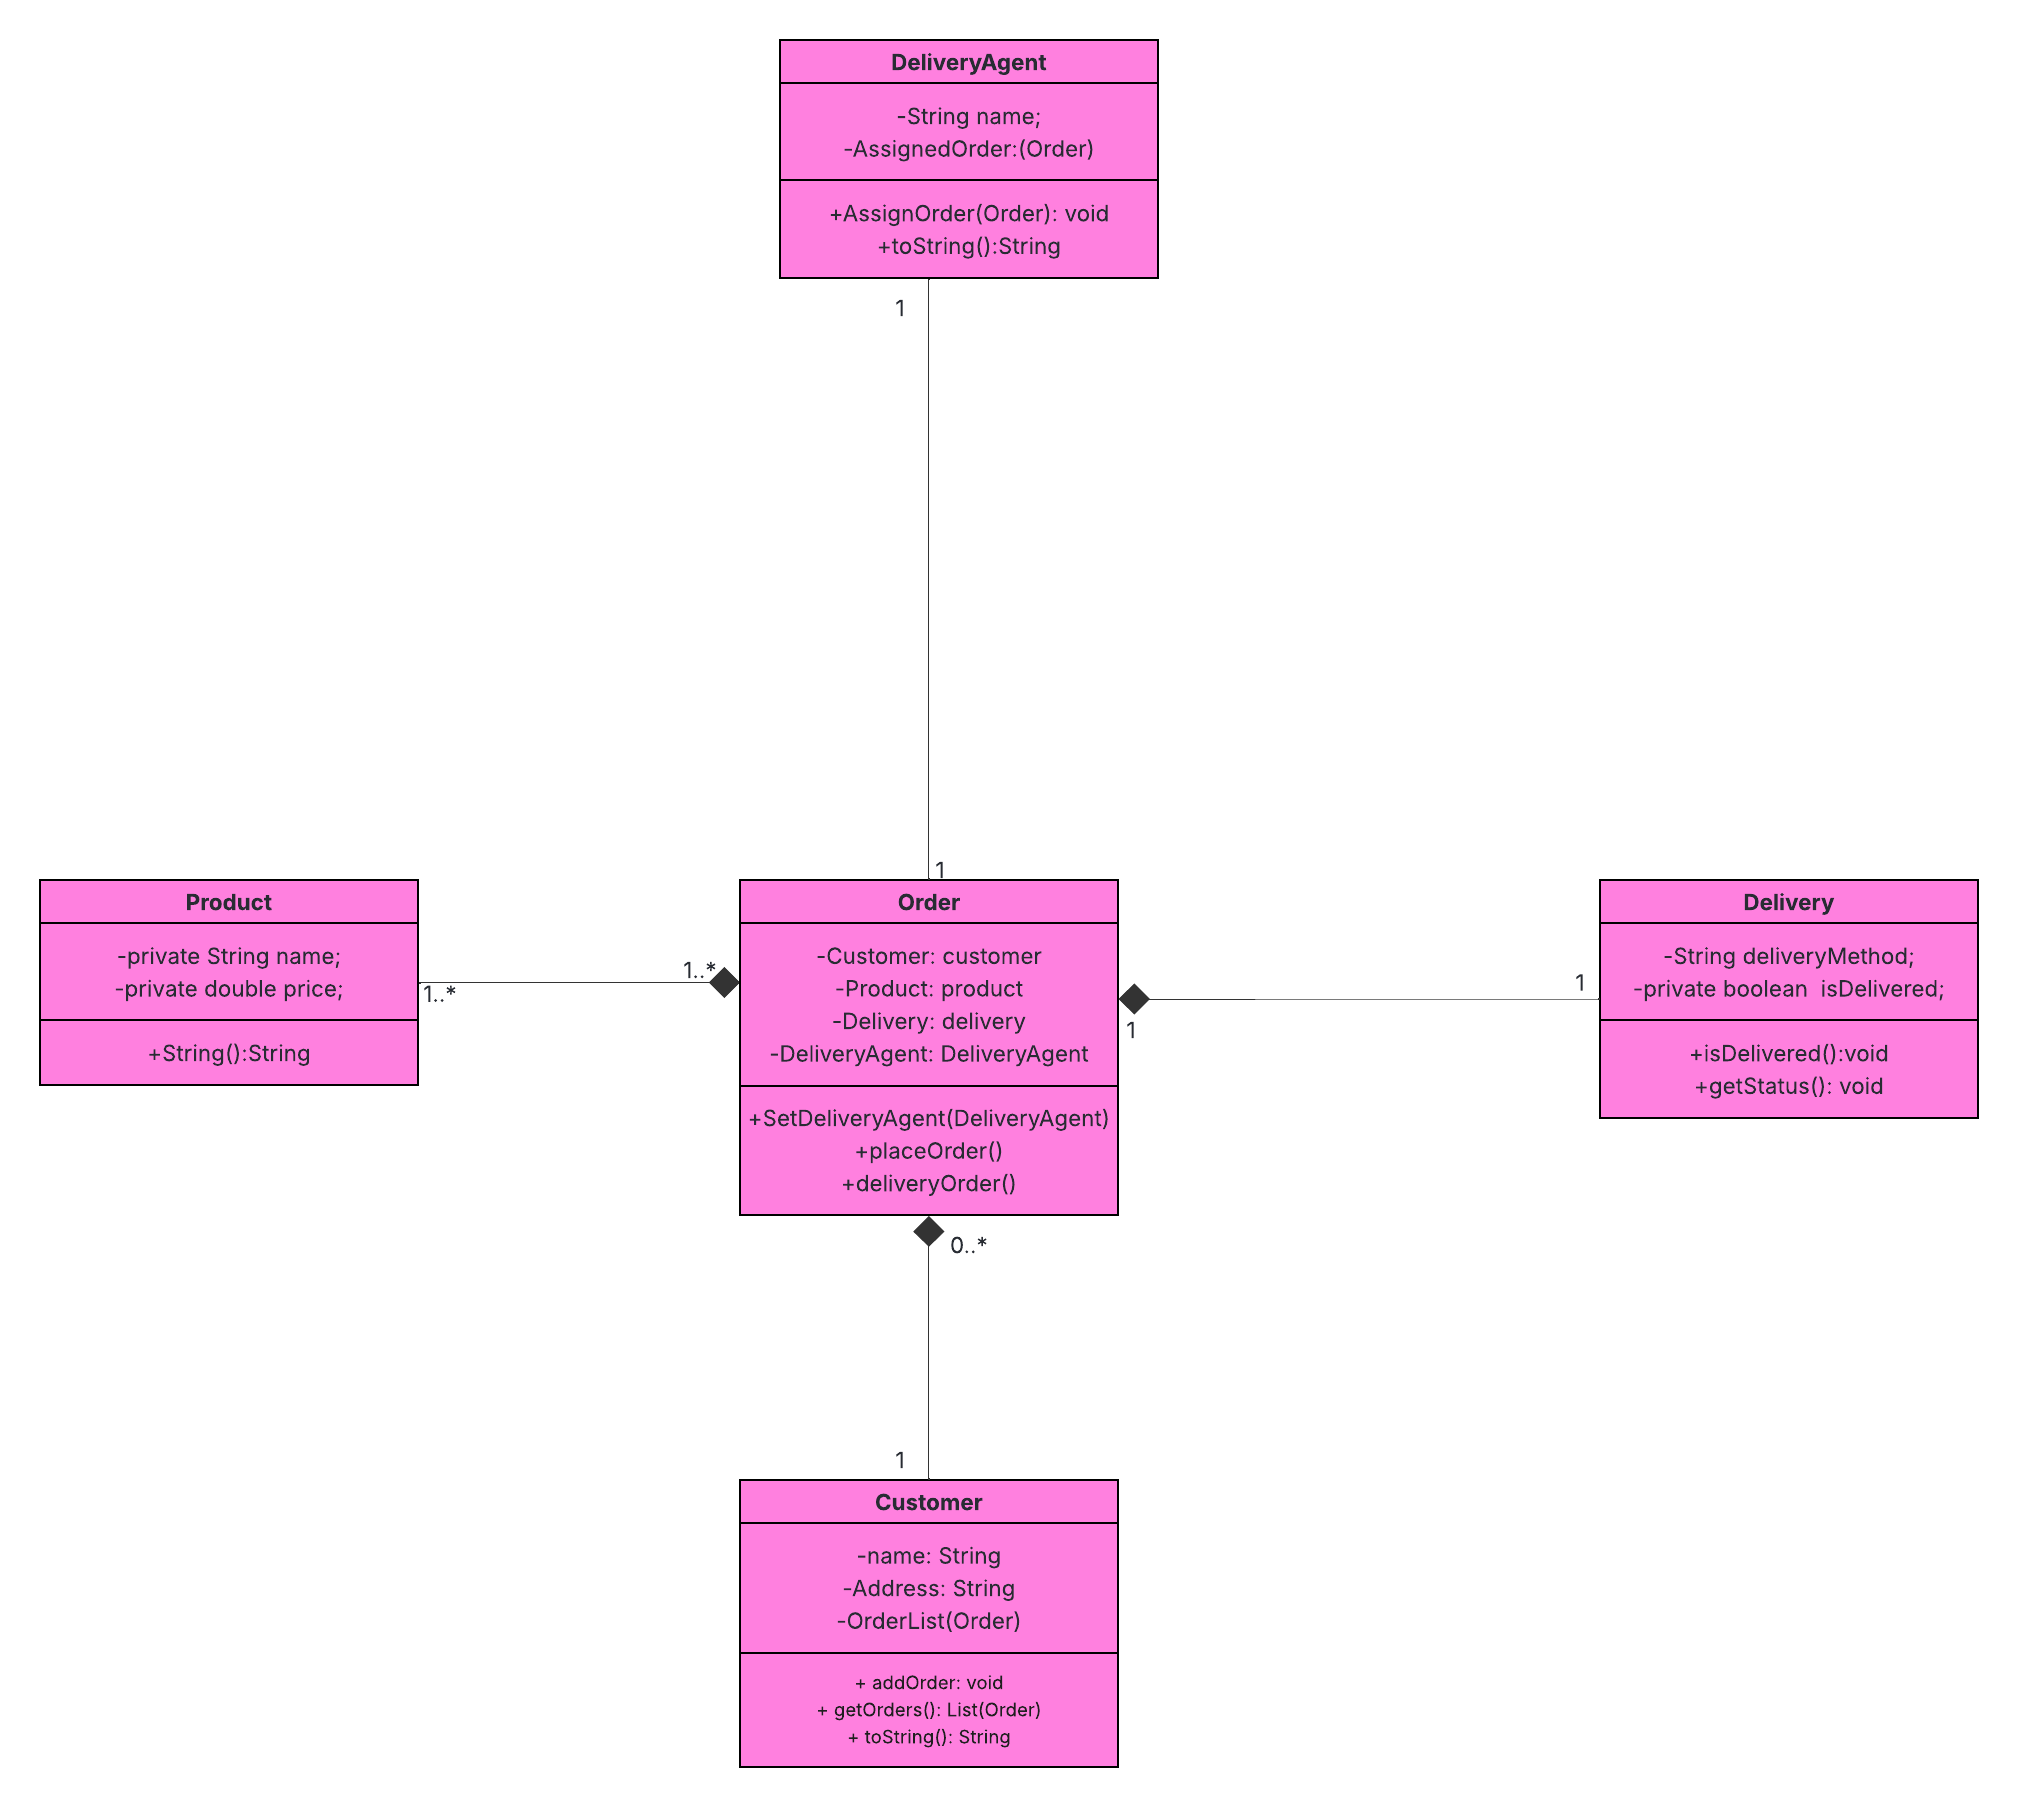 DeliveryAgent
-String name;
-AssignedOrder:(Order)
+AssignOrder(Order): void
+toString():String
1
1
Product
-private String name;
-private double price;
+String():String
1..*
1..*
Order
-Customer: customer
-Product: product
-Delivery: delivery
-DeliveryAgent: DeliveryAgent
+SetDeliveryAgent(DeliveryAgent)
+placeOrder()
+deliveryOrder()
1
1
Delivery
-String deliveryMethod;
-private boolean  isDelivered;
+isDelivered():void
+getStatus(): void
0..*
1
Customer
-name: String
-Address: String
-OrderList(Order)
+ addOrder: void
+ getOrders(): List(Order)
+ toString(): String